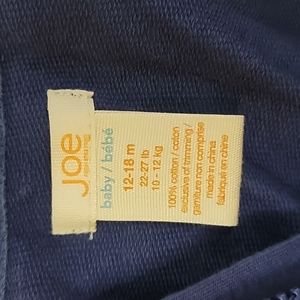 Joe
baby / bébé
12-18 m
22-27 lb
10 - 12 kg
100% cotton / coton
exclusive of trimming /
garniture non comprise
made in china
fabriqué en chine